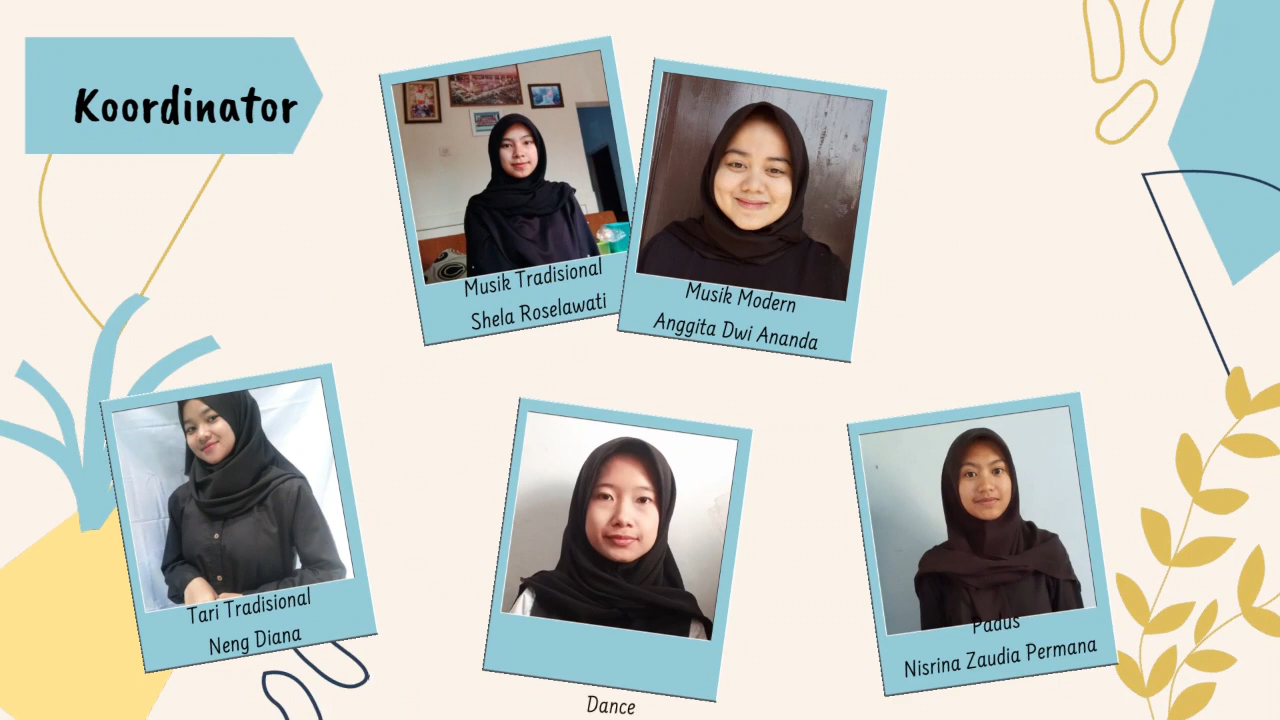 Koordinator
Musik Tradisional
Shela Roselawati
Musik Modern
Anggita Dwi Ananda
Tari Tradisional
Neng Diana
Dance
Padus
Nisrina Zaudia Permana